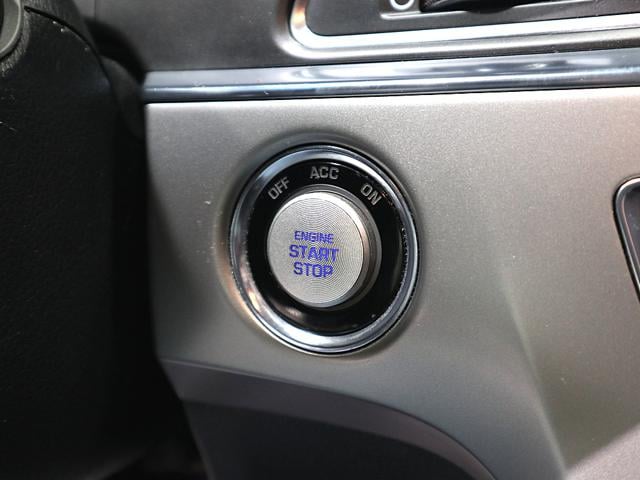 OFF ACC ON
ENGINE
START
STOP